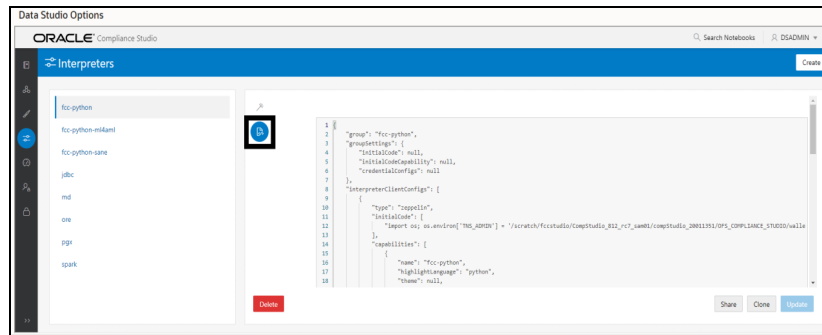 Data Studio Options
ORACLE Compliance Studio
Search Notebooks
DSADMIN
Interpreters
Create
fcc-python
fcc-python-ml4aml
fcc-python-sane
jdbc
md
ore
pgx
spark
1 {
2 "group": "fcc-python",
3 "groupSettings": {
4 "initialCode": null,
5 "initialCodeCapability": null,
6 "credentialConfigs": null
7 },
8 "interpreterClientConfigs": [
9 {
10 "type": "zeppelin",
11 "initialCode": [
12 "import os; os.environ['TNS_ADMIN'] = '/scratch/fccstudio/CompStudio_812_rc7_sam01/compStudio_20011351/OFS_COMPLIANCE_STUDIO/walle
13 ],
14 "capabilities": [
15 {
16 "name": "fcc-python",
17 "highlightLanguage": "python",
18 "theme": null,
Delete
Share
Clone
Update